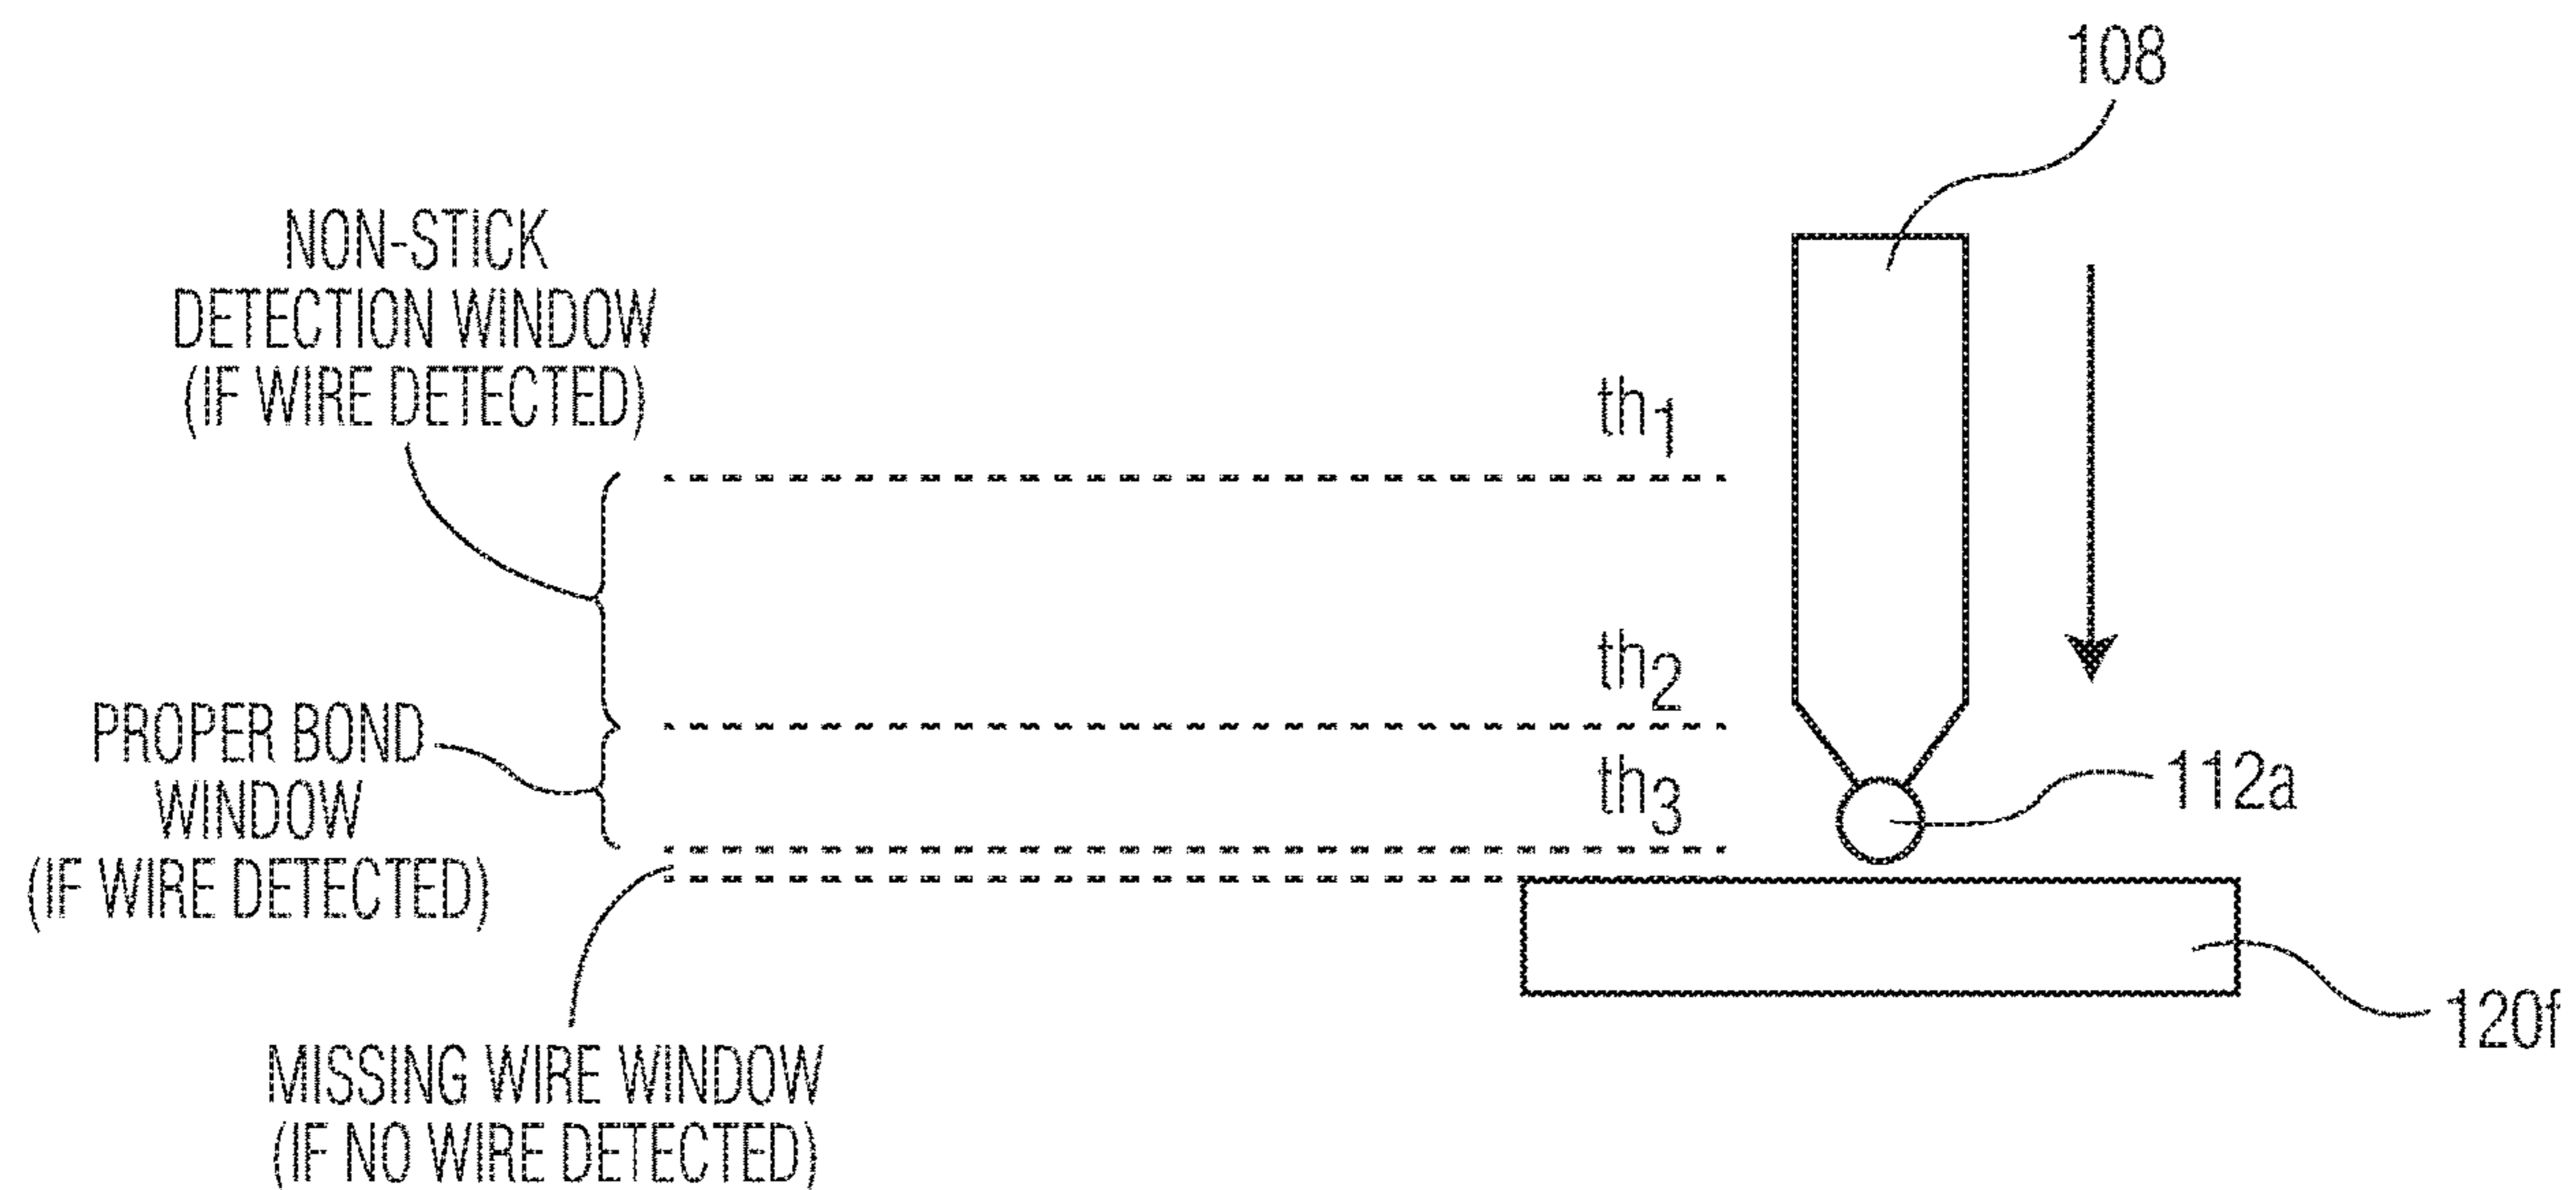 108
NON-STICK
DETECTION WINDOW
(IF WIRE DETECTED)
th1
th2
PROPER BOND
WINDOW
(IF WIRE DETECTED)
th3
112a
120f
MISSING WIRE WINDOW
(IF NO WIRE DETECTED)